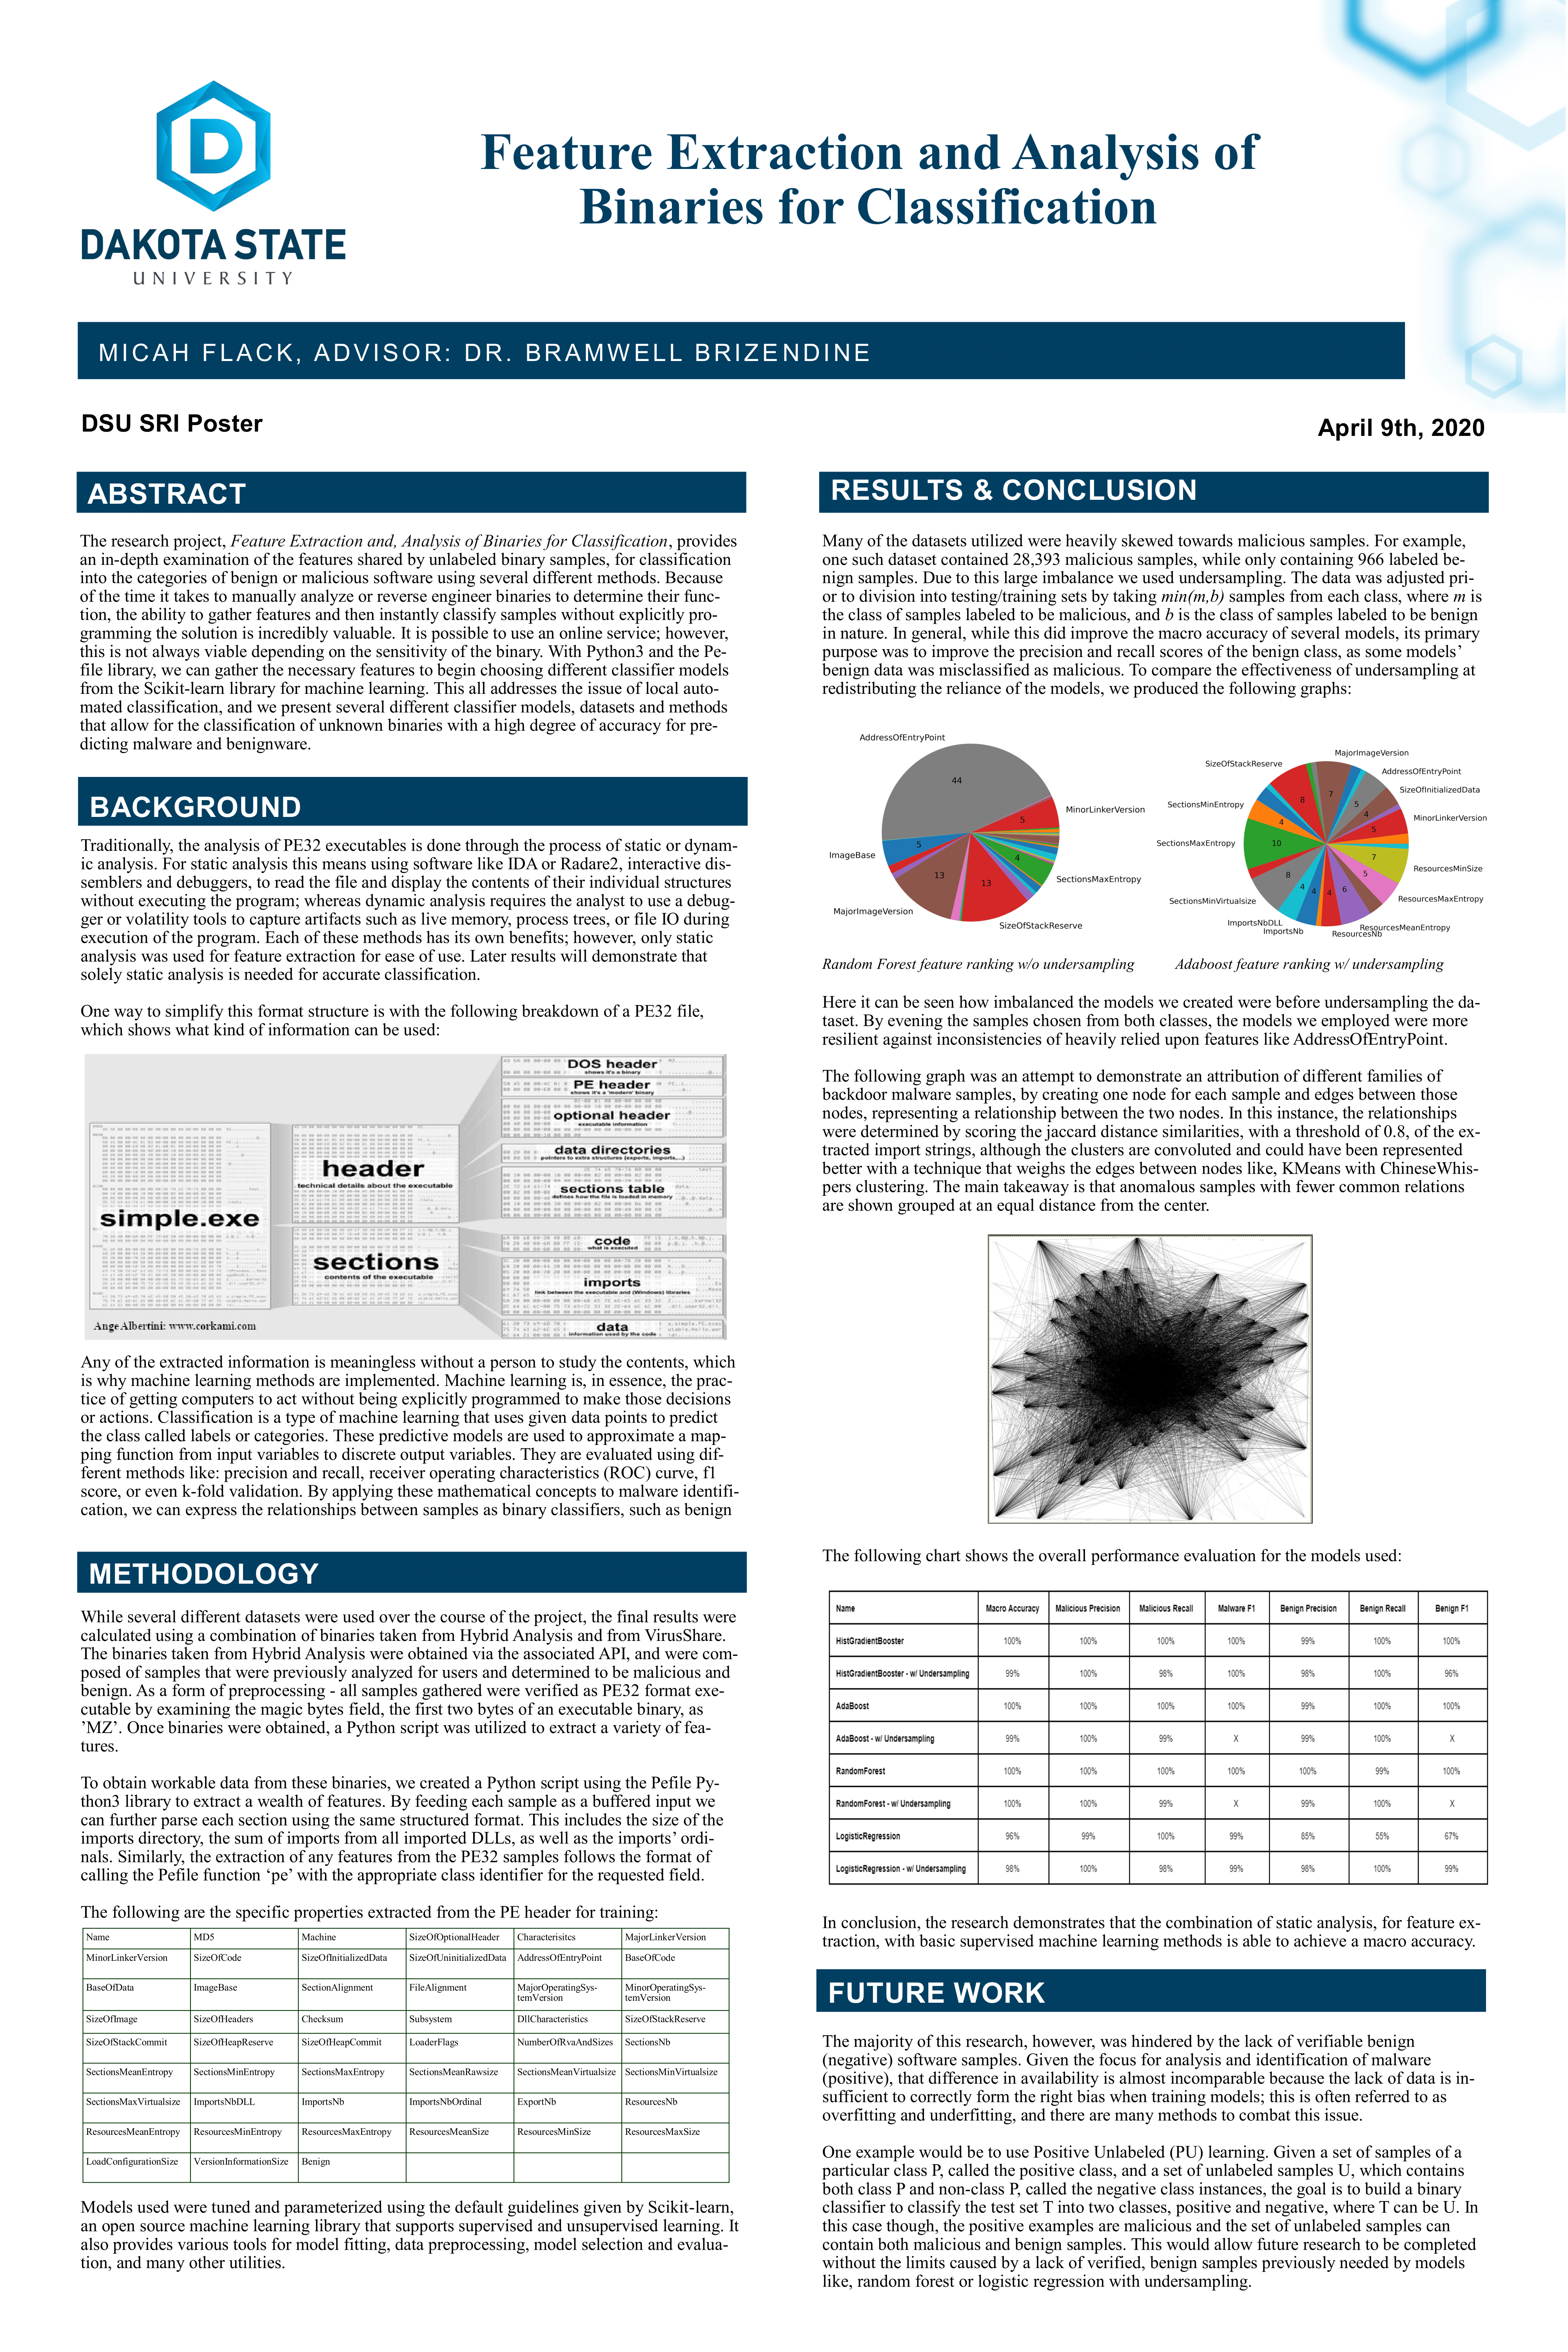 DAKOTA STATE
UNIVERSITY
Feature Extraction and Analysis of
Binaries for Classification
MICAH FLACK, ADVISOR: DR. BRAMWELL BRIZENDINE
DSU SRI Poster
April 9th, 2020
ABSTRACT
The research project, Feature Extraction and, Analysis of Binaries for Classification, provides
an in-depth examination of the features shared by unlabeled binary samples, for classification
into the categories of benign or malicious software using several different methods. Because
of the time it takes to manually analyze or reverse engineer binaries to determine their func-
tion, the ability to gather features and then instantly classify samples without explicitly pro-
gramming the solution is incredibly valuable. It is possible to use an online service; however,
this is not always viable depending on the sensitivity of the binary. With Python3 and the Pe-
file library, we can gather the necessary features to begin choosing different classifier models
from the Scikit-learn library for machine learning. This all addresses the issue of local auto-
mated classification, and we present several different classifier models, datasets and methods
that allow for the classification of unknown binaries with a high degree of accuracy for pre-
dicting malware and benignware.
BACKGROUND
Traditionally, the analysis of PE32 executables is done through the process of static or dynam-
ic analysis. For static analysis this means using software like IDA or Radare2, interactive dis-
semblers and debuggers, to read the file and display the contents of their individual structures
without executing the program; whereas dynamic analysis requires the analyst to use a debug-
ger or volatility tools to capture artifacts such as live memory, process trees, or file IO during
execution of the program. Each of these methods has its own benefits; however, only static
analysis was used for feature extraction for ease of use. Later results will demonstrate that
solely static analysis is needed for accurate classification.
One way to simplify this format structure is with the following breakdown of a PE32 file,
which shows what kind of information can be used:
simple.exe
header
technical details about the executable
sections
contents of the executable
DOS header
shows it's a binary
PE header
shows it's a 'modern' binary
optional header
executable information
data directories
pointers to extra structures (exports, imports,...)
sections table
defines how the file is loaded in memory
code
what is executed
imports
link between the executable and (Windows) libraries
data
information used by the code
Ange Albertini: www.corkami.com
Any of the extracted information is meaningless without a person to study the contents, which
is why machine learning methods are implemented. Machine learning is, in essence, the prac-
tice of getting computers to act without being explicitly programmed to make those decisions
or actions. Classification is a type of machine learning that uses given data points to predict
the class called labels or categories. These predictive models are used to approximate a map-
ping function from input variables to discrete output variables. They are evaluated using dif-
ferent methods like: precision and recall, receiver operating characteristics (ROC) curve, f1
score, or even k-fold validation. By applying these mathematical concepts to malware identifi-
cation, we can express the relationships between samples as binary classifiers, such as benign
METHODOLOGY
While several different datasets were used over the course of the project, the final results were
calculated using a combination of binaries taken from Hybrid Analysis and from VirusShare.
The binaries taken from Hybrid Analysis were obtained via the associated API, and were com-
posed of samples that were previously analyzed for users and determined to be malicious and
benign. As a form of preprocessing - all samples gathered were verified as PE32 format exe-
cutable by examining the magic bytes field, the first two bytes of an executable binary, as
’MZ’. Once binaries were obtained, a Python script was utilized to extract a variety of fea-
tures.
To obtain workable data from these binaries, we created a Python script using the Pefile Py-
thon3 library to extract a wealth of features. By feeding each sample as a buffered input we
can further parse each section using the same structured format. This includes the size of the
imports directory, the sum of imports from all imported DLLs, as well as the imports’ ordi-
nals. Similarly, the extraction of any features from the PE32 samples follows the format of
calling the Pefile function ‘pe’ with the appropriate class identifier for the requested field.
The following are the specific properties extracted from the PE header for training:
Name MD5 Machine SizeOfOptionalHeader Characterisitcs MajorLinkerVersion
MinorLinkerVersion SizeOfCode SizeOfInitializedData SizeOfUninitializedData AddressOfEntryPoint BaseOfCode
BaseOfData ImageBase SectionAlignment FileAlignment MajorOperatingSys- MinorOperatingSys-
temVersion temVersion
SizeOfImage SizeOfHeaders Checksum Subsystem DllCharacteristics SizeOfStackReserve
SizeOfStackCommit SizeOfHeapReserve SizeOfHeapCommit LoaderFlags NumberOfRvaAndSizes SectionsNb
SectionsMeanEntropy SectionsMinEntropy SectionsMaxEntropy SectionsMeanRawsize SectionsMeanVirtualsize SectionsMinVirtualsize
SectionsMaxVirtualsize ImportsNbDLL ImportsNb ImportsNbOrdinal ExportNb ResourcesNb
ResourcesMeanEntropy ResourcesMinEntropy ResourcesMaxEntropy ResourcesMeanSize ResourcesMinSize ResourcesMaxSize
LoadConfigurationSize VersionInformationSize Benign
Models used were tuned and parameterized using the default guidelines given by Scikit-learn,
an open source machine learning library that supports supervised and unsupervised learning. It
also provides various tools for model fitting, data preprocessing, model selection and evalua-
tion, and many other utilities.
RESULTS & CONCLUSION
Many of the datasets utilized were heavily skewed towards malicious samples. For example,
one such dataset contained 28,393 malicious samples, while only containing 966 labeled be-
nign samples. Due to this large imbalance we used undersampling. The data was adjusted pri-
or to division into testing/training sets by taking min(m,b) samples from each class, where m is
the class of samples labeled to be malicious, and b is the class of samples labeled to be benign
in nature. In general, while this did improve the macro accuracy of several models, its primary
purpose was to improve the precision and recall scores of the benign class, as some models’
benign data was misclassified as malicious. To compare the effectiveness of undersampling at
redistributing the reliance of the models, we produced the following graphs:
AddressOfEntryPoint
44
MinorLinkerVersion
5
ImageBase
5
4
SectionsMaxEntropy
13
13
MajorImageVersion
SizeOfStackReserve
MajorImageVersion
SizeOfStackReserve
AddressOfEntryPoint
SizeOfInitializedData
SectionsMinEntropy
MinorLinkerVersion
SectionsMaxEntropy
ResourcesMinSize
SectionsMinVirtualsize
ResourcesMaxEntropy
ImportsNbDLL
ImportsNb
ResourcesMeanEntropy
ResourcesNb
8
7
5
4
4
5
10
7
8
5
4
4
4
6
Random Forest feature ranking w/o undersampling
Adaboost feature ranking w/ undersampling
Here it can be seen how imbalanced the models we created were before undersampling the da-
taset. By evening the samples chosen from both classes, the models we employed were more
resilient against inconsistencies of heavily relied upon features like AddressOfEntryPoint.
The following graph was an attempt to demonstrate an attribution of different families of
backdoor malware samples, by creating one node for each sample and edges between those
nodes, representing a relationship between the two nodes. In this instance, the relationships
were determined by scoring the jaccard distance similarities, with a threshold of 0.8, of the ex-
tracted import strings, although the clusters are convoluted and could have been represented
better with a technique that weighs the edges between nodes like, KMeans with ChineseWhis-
pers clustering. The main takeaway is that anomalous samples with fewer common relations
are shown grouped at an equal distance from the center.
The following chart shows the overall performance evaluation for the models used:
Name Macro Accuracy Malicious Precision Malicious Recall Malware F1 Benign Precision Benign Recall Benign F1
HistGradientBooster 100% 100% 100% 100% 99% 100% 100%
HistGradientBooster - w/ Undersampling 99% 100% 98% 100% 98% 100% 96%
AdaBoost 100% 100% 100% 100% 99% 100% 100%
AdaBoost - w/ Undersampling 99% 100% 99% X 99% 100% X
RandomForest 100% 100% 100% 100% 100% 99% 100%
RandomForest - w/ Undersampling 100% 100% 99% X 99% 100% X
LogisticRegression 96% 99% 100% 99% 85% 55% 67%
LogisticRegression - w/ Undersampling 98% 100% 98% 99% 98% 100% 99%
In conclusion, the research demonstrates that the combination of static analysis, for feature ex-
traction, with basic supervised machine learning methods is able to achieve a macro accuracy.
FUTURE WORK
The majority of this research, however, was hindered by the lack of verifiable benign
(negative) software samples. Given the focus for analysis and identification of malware
(positive), that difference in availability is almost incomparable because the lack of data is in-
sufficient to correctly form the right bias when training models; this is often referred to as
overfitting and underfitting, and there are many methods to combat this issue.
One example would be to use Positive Unlabeled (PU) learning. Given a set of samples of a
particular class P, called the positive class, and a set of unlabeled samples U, which contains
both class P and non-class P, called the negative class instances, the goal is to build a binary
classifier to classify the test set T into two classes, positive and negative, where T can be U. In
this case though, the positive examples are malicious and the set of unlabeled samples can
contain both malicious and benign samples. This would allow future research to be completed
without the limits caused by a lack of verified, benign samples previously needed by models
like, random forest or logistic regression with undersampling.